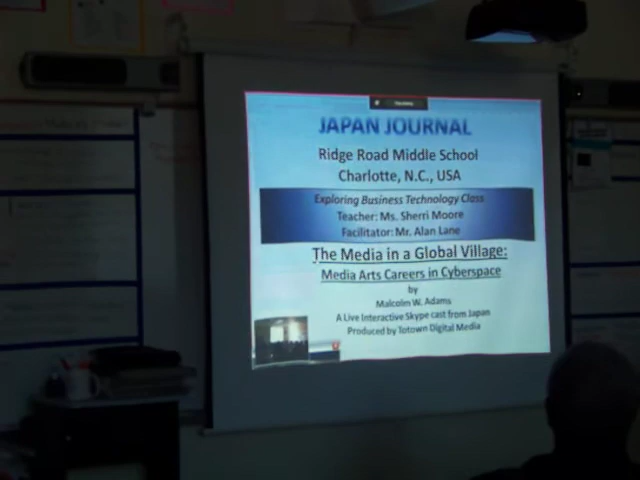 JAPAN JOURNAL
Ridge Road Middle School
Charlotte, N.C., USA
Exploring Business Technology Class
Teacher: Ms. Sherri Moore
Facilitator: Mr. Alan Lane
The Media in a Global Village:
Media Arts Careers in Cyberspace
by
Malcolm W. Adams
A Live Interactive Skype cast from Japan
Produced by Totown Digital Media